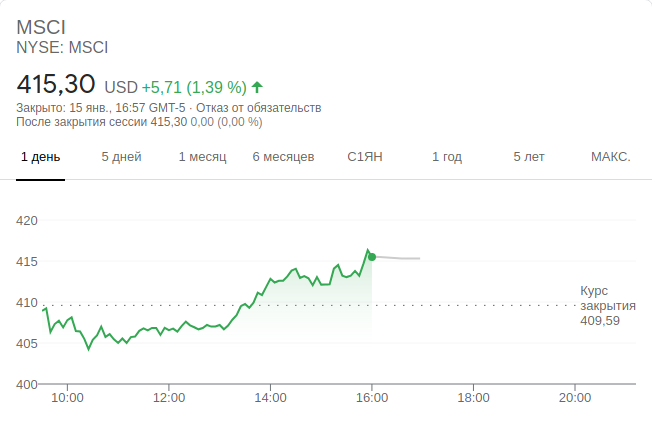 MSCI
NYSE: MSCI
415,30 USD +5,71 (1,39 %)
Закрыто: 15 янв., 16:57 GMT-5 · Отказ от обязательств
После закрытия сессии 415,30 0,00 (0,00 %)
1 день 5 дней 1 месяц 6 месяцев С1ЯН 1 год 5 лет МАКС.
420
415
410
405
400
Курс
закрытия
409,59
10:00 12:00 14:00 16:00 18:00 20:00